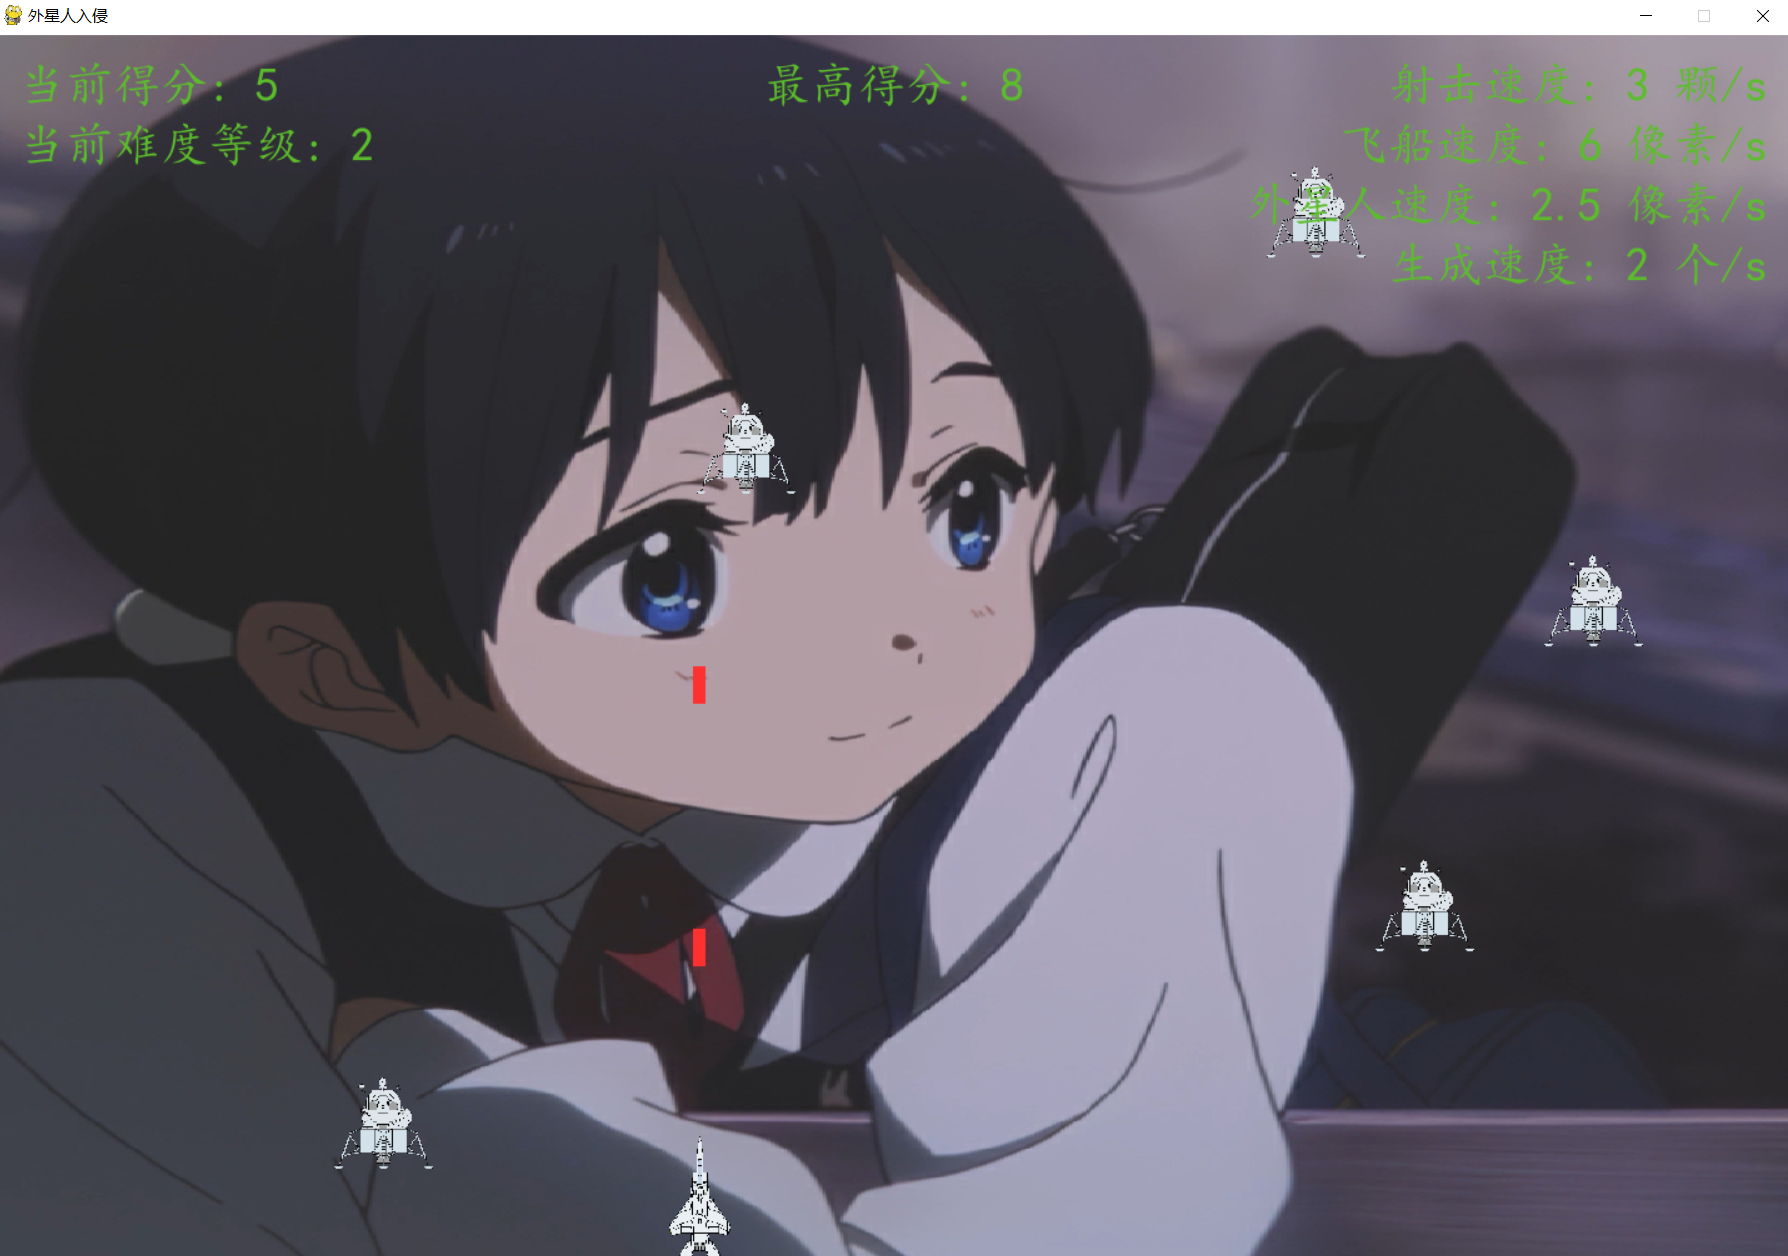 外星人入侵
当前得分: 5
最高得分: 8
射击速度: 3 颗/s
当前难度等级: 2
飞船速度: 6 像素/s
外星人速度: 2.5 像素/s
生成速度: 2 个/s